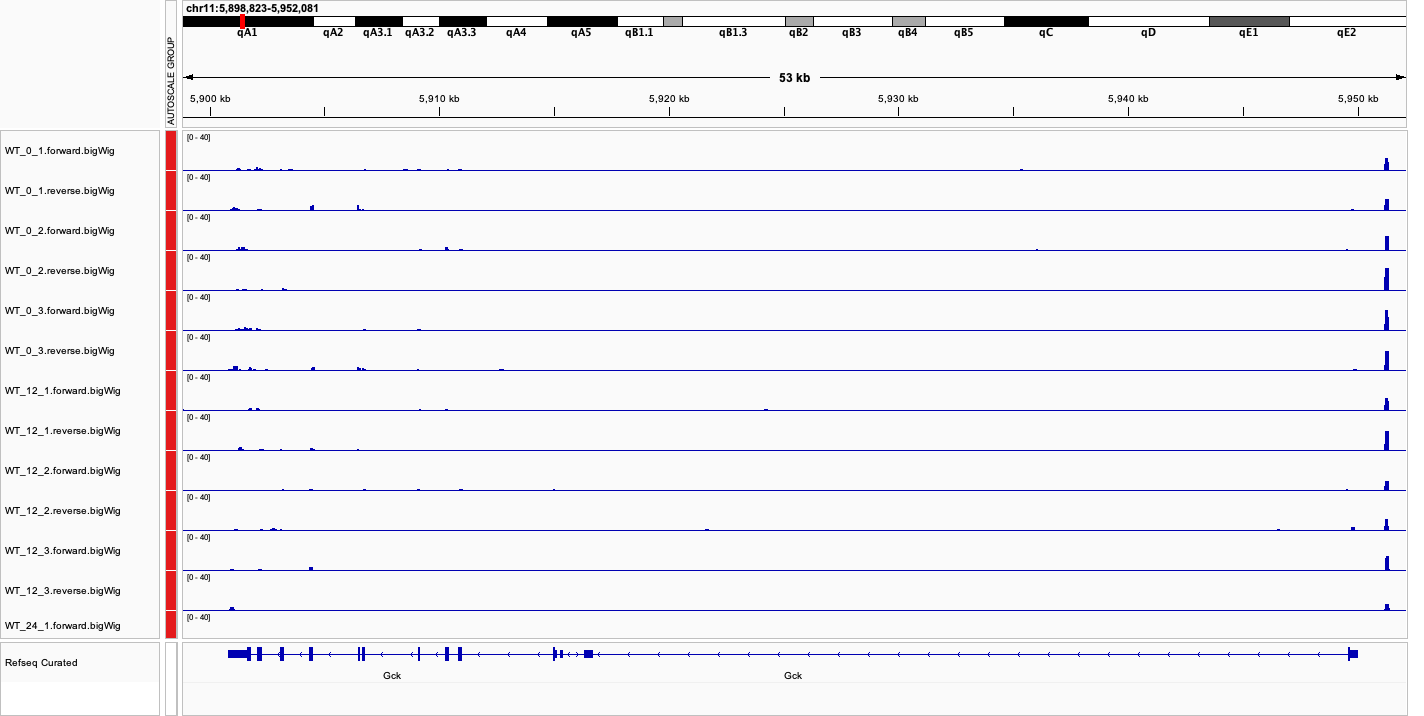 chr11:5,898,823-5,952,081
qA1 qA2 qA3.1 qA3.2 qA3.3 qA4 qA5 qB1.1 qB1.3 qB2 qB3 qB4 qB5 qC qD qE1 qE2
AUTOSCALE GROUP
53 kb
5,900 kb 5,910 kb 5,920 kb 5,930 kb 5,940 kb 5,950 kb
WT_0_1.forward.bigWig [0 - 40]
WT_0_1.reverse.bigWig [0 - 40]
WT_0_2.forward.bigWig [0 - 40]
WT_0_2.reverse.bigWig [0 - 40]
WT_0_3.forward.bigWig [0 - 40]
WT_0_3.reverse.bigWig [0 - 40]
WT_12_1.forward.bigWig [0 - 40]
WT_12_1.reverse.bigWig [0 - 40]
WT_12_2.forward.bigWig [0 - 40]
WT_12_2.reverse.bigWig [0 - 40]
WT_12_3.forward.bigWig [0 - 40]
WT_12_3.reverse.bigWig [0 - 40]
WT_24_1.forward.bigWig [0 - 40]
Refseq Curated
Gck Gck